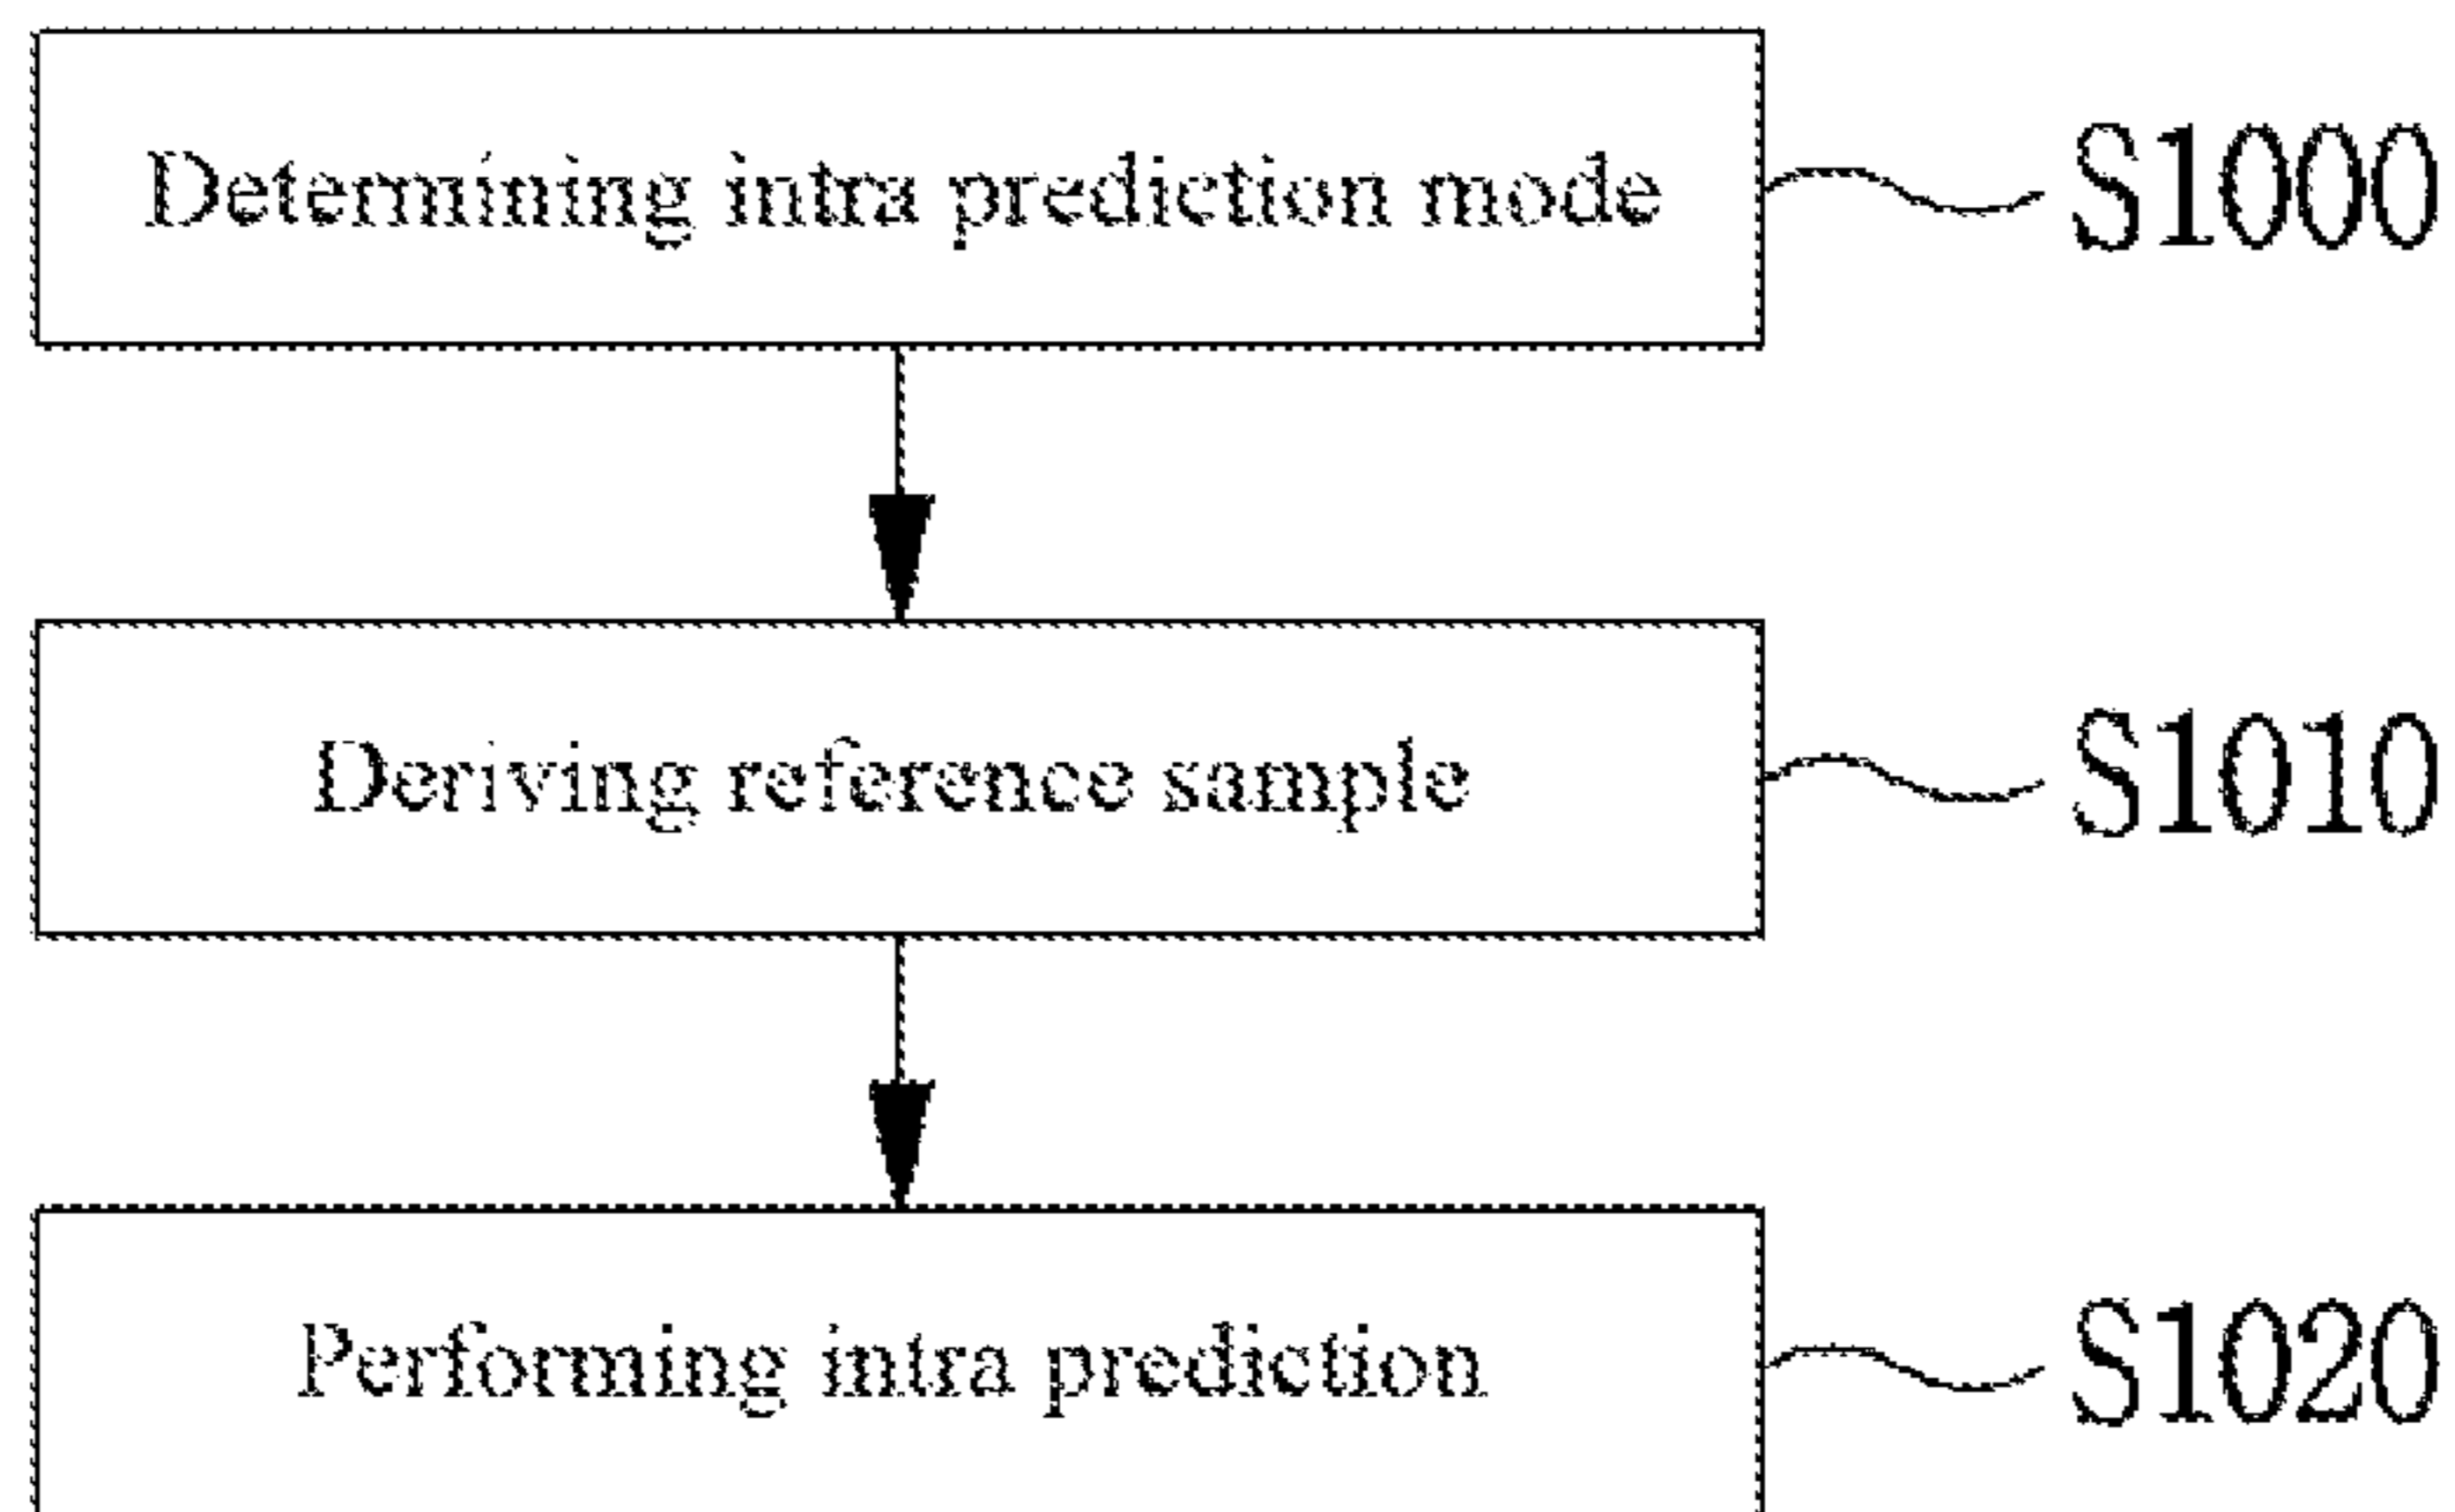 Determining intra prediction mode S1000
Deriving reference sample S1010
Performing intra prediction S1020